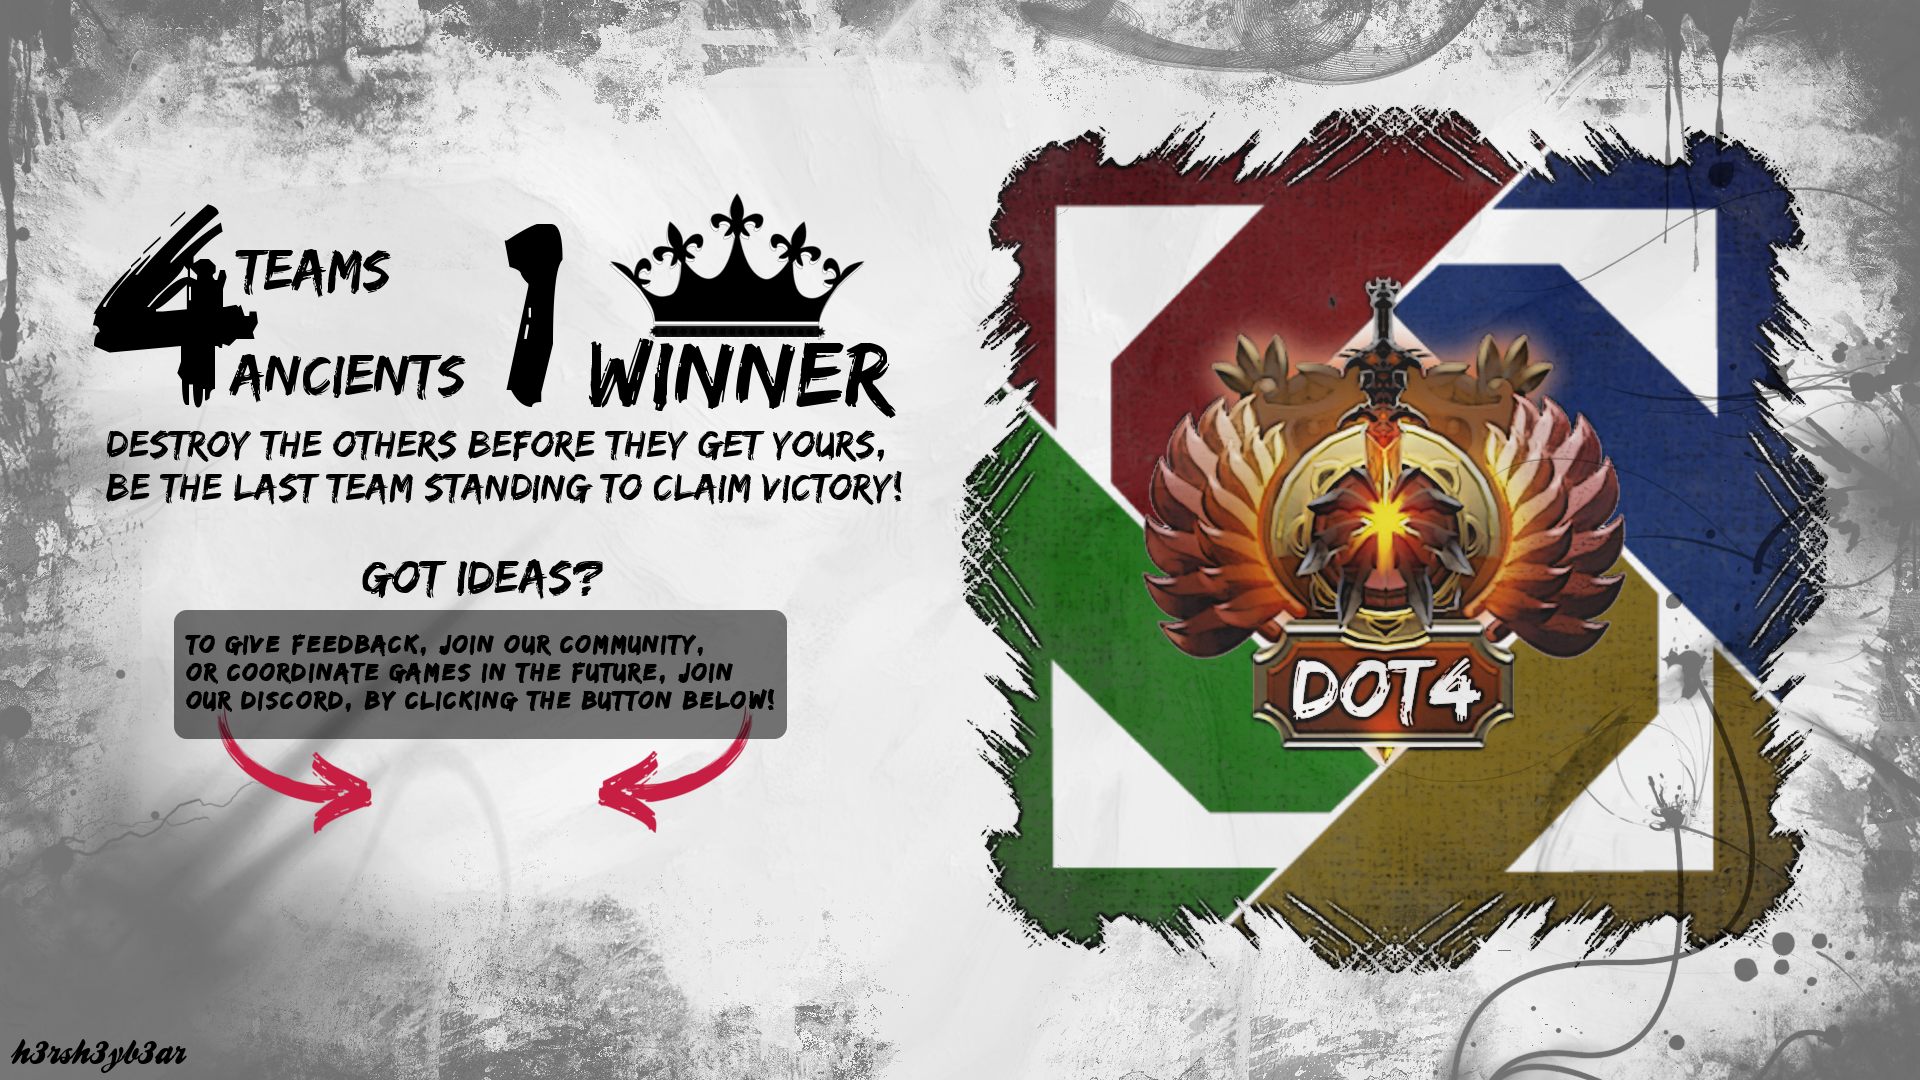 4 TEAMS
ANCIENTS
1 WINNER
DESTROY THE OTHERS BEFORE THEY GET YOURS,
BE THE LAST TEAM STANDING TO CLAIM VICTORY!
GOT IDEAS?
TO GIVE FEEDBACK, JOIN OUR COMMUNITY,
OR COORDINATE GAMES IN THE FUTURE, JOIN
OUR DISCORD, BY CLICKING THE BUTTON BELOW!
DOT4
h3rsh3yb3ar